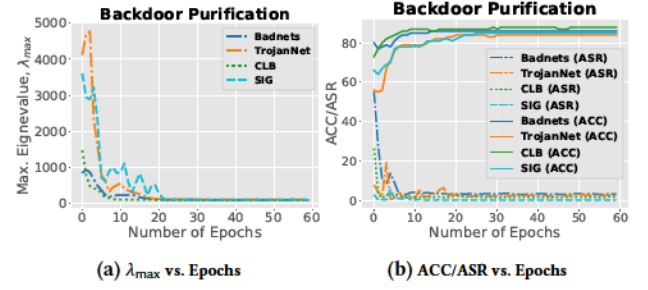 Backdoor Purification
Max. Eignevalue, λmax
5000
4000
3000
2000
1000
0
Badnets
TrojanNet
CLB
SIG
0 10 20 30 40 50 60
Number of Epochs
(a) λmax vs. Epochs
Backdoor Purification
ACC/ASR
80
60
40
20
0
Badnets (ASR)
TrojanNet (ASR)
CLB (ASR)
SIG (ASR)
Badnets (ACC)
TrojanNet (ACC)
CLB (ACC)
SIG (ACC)
0 10 20 30 40 50 60
Number of Epochs
(b) ACC/ASR vs. Epochs